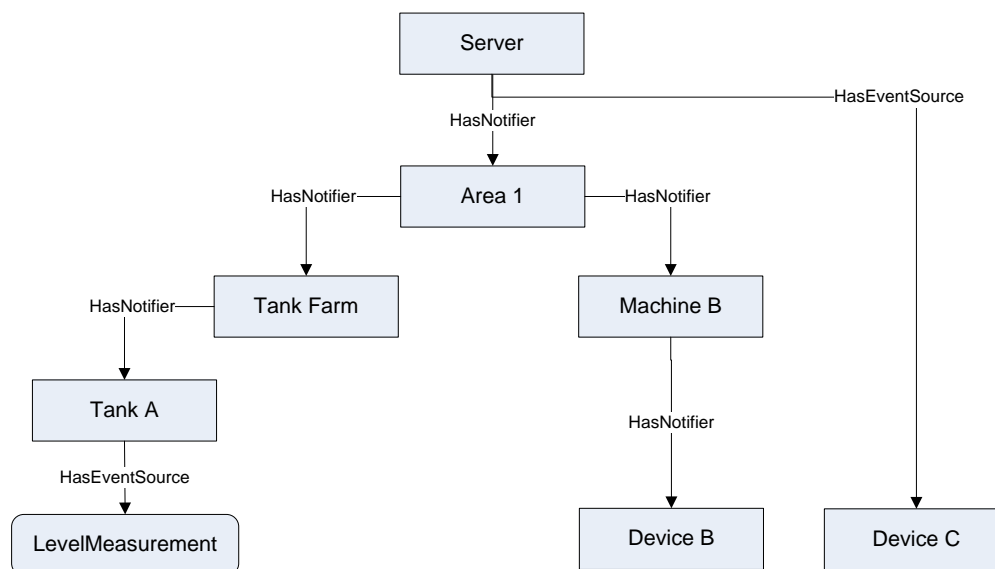 Server
HasEventSource
HasNotifier
Area 1
HasNotifier
HasNotifier
Tank Farm
Machine B
HasNotifier
Tank A
HasNotifier
HasEventSource
LevelMeasurement
Device B
Device C